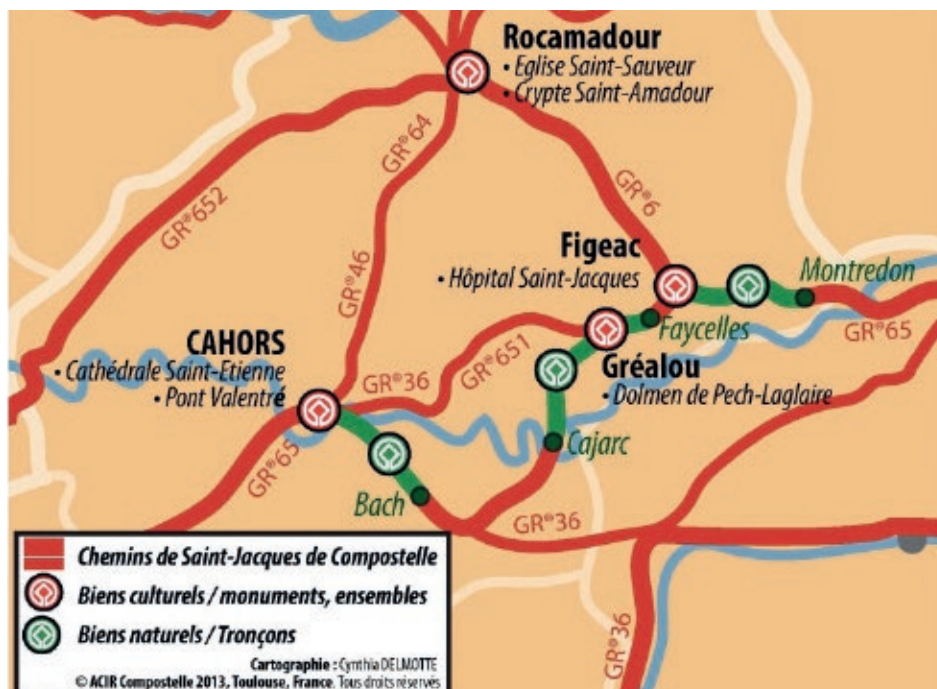 Rocamadour
• Eglise Saint-Sauveur
• Crypte Saint-Amadour
GR®64
GR®652
GR®6
GR®46
Figeac
• Hôpital Saint-Jacques
Montredon
Faycelles
GR®65
CAHORS
• Cathédrale Saint-Etienne
• Pont Valentré
GR®36
GR®651
Gréalou
• Dolmen de Pech-Laglaire
Cajarc
GR®65
Bach
GR®36
GR®36
Chemins de Saint-Jacques de Compostelle
Biens culturels / monuments, ensembles
Biens naturels / Tronçons
Cartographie : Cynthia DELMOTTE
© ACIR Compostelle 2013, Toulouse, France. Tous droits réservés